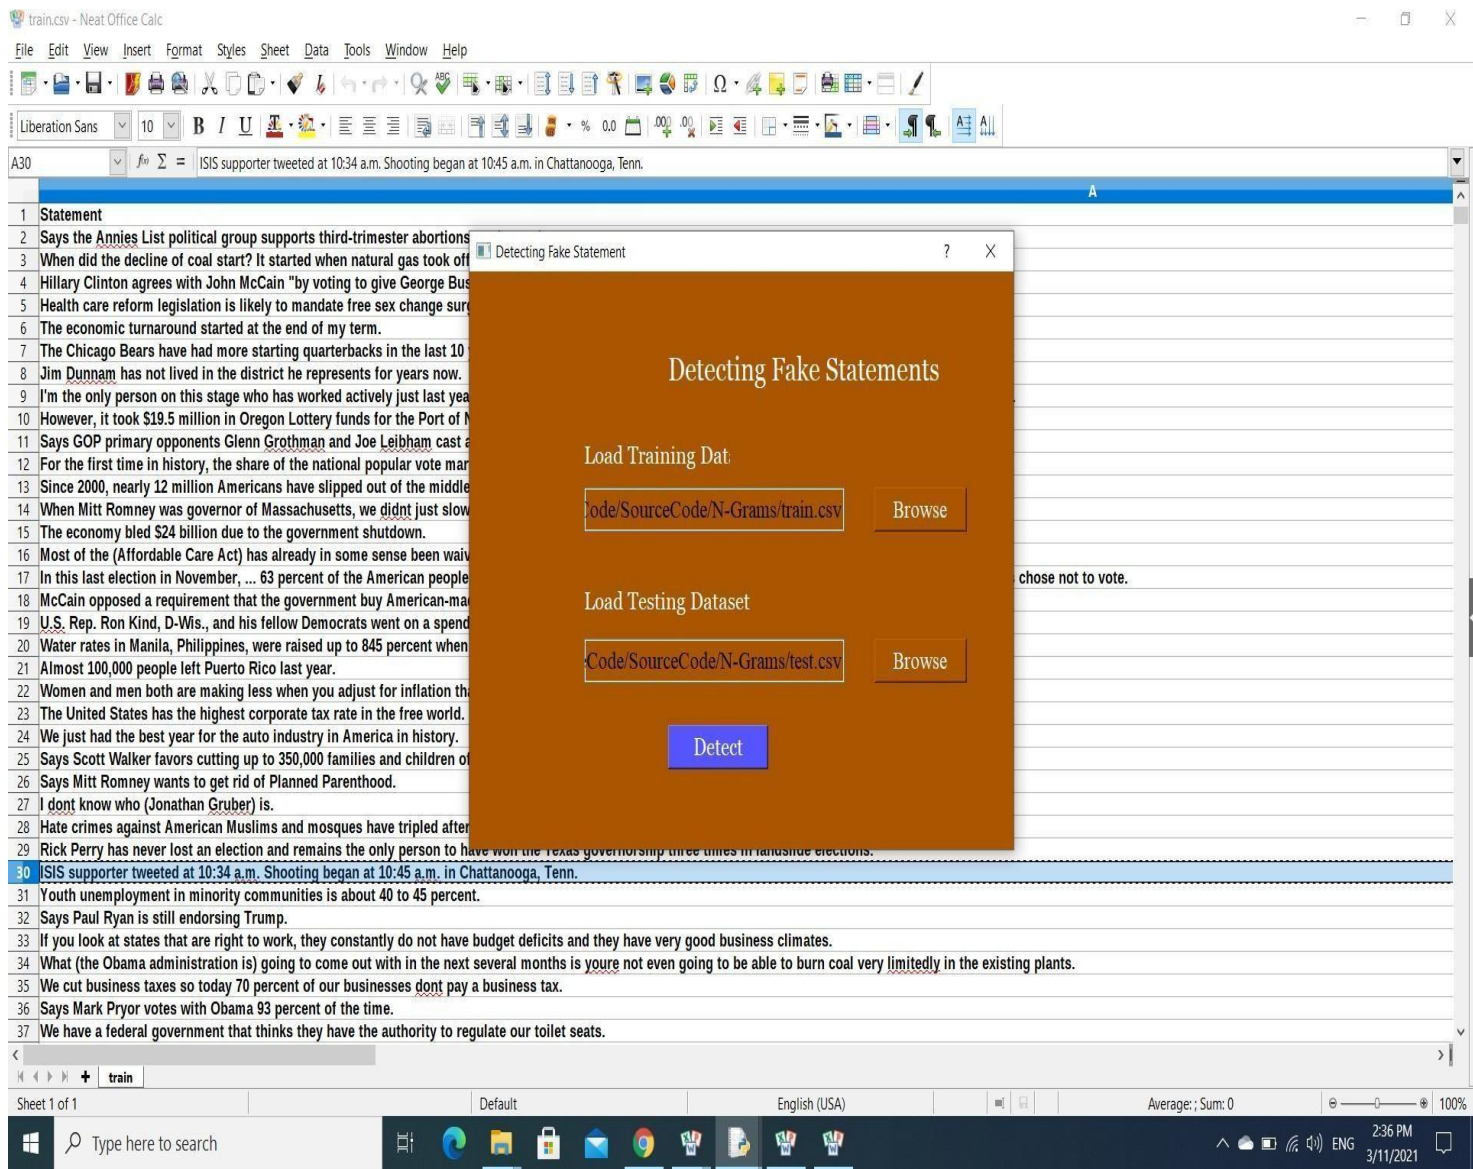 train.csv - Neat Office Calc
File Edit View Insert Format Styles Sheet Data Tools Window Help
Liberation Sans 10 B I U % 0.0
A30 f(x) Σ = ISIS supporter tweeted at 10:34 a.m. Shooting began at 10:45 a.m. in Chattanooga, Tenn.
A
1 Statement
2 Says the Annies List political group supports third-trimester abortions
3 When did the decline of coal start? It started when natural gas took off
4 Hillary Clinton agrees with John McCain "by voting to give George Bus
5 Health care reform legislation is likely to mandate free sex change surg
6 The economic turnaround started at the end of my term.
7 The Chicago Bears have had more starting quarterbacks in the last 10
8 Jim Dunnam has not lived in the district he represents for years now.
9 I'm the only person on this stage who has worked actively just last yea
10 However, it took $19.5 million in Oregon Lottery funds for the Port of N
11 Says GOP primary opponents Glenn Grothman and Joe Leibham cast a
12 For the first time in history, the share of the national popular vote mar
13 Since 2000, nearly 12 million Americans have slipped out of the middle
14 When Mitt Romney was governor of Massachusetts, we didnt just slow
15 The economy bled $24 billion due to the government shutdown.
16 Most of the (Affordable Care Act) has already in some sense been waiv
17 In this last election in November, ... 63 percent of the American people chose not to vote.
18 McCain opposed a requirement that the government buy American-ma
19 U.S. Rep. Ron Kind, D-Wis., and his fellow Democrats went on a spend
20 Water rates in Manila, Philippines, were raised up to 845 percent when
21 Almost 100,000 people left Puerto Rico last year.
22 Women and men both are making less when you adjust for inflation tha
23 The United States has the highest corporate tax rate in the free world.
24 We just had the best year for the auto industry in America in history.
25 Says Scott Walker favors cutting up to 350,000 families and children of
26 Says Mitt Romney wants to get rid of Planned Parenthood.
27 I dont know who (Jonathan Gruber) is.
28 Hate crimes against American Muslims and mosques have tripled after
29 Rick Perry has never lost an election and remains the only person to have won the Texas governorship three times in landslide elections.
30 ISIS supporter tweeted at 10:34 a.m. Shooting began at 10:45 a.m. in Chattanooga, Tenn.
31 Youth unemployment in minority communities is about 40 to 45 percent.
32 Says Paul Ryan is still endorsing Trump.
33 If you look at states that are right to work, they constantly do not have budget deficits and they have very good business climates.
34 What (the Obama administration is) going to come out with in the next several months is youre not even going to be able to burn coal very limitedly in the existing plants.
35 We cut business taxes so today 70 percent of our businesses dont pay a business tax.
36 Says Mark Pryor votes with Obama 93 percent of the time.
37 We have a federal government that thinks they have the authority to regulate our toilet seats.
Detecting Fake Statement ? X
Detecting Fake Statements
Load Training Data
Code/SourceCode/N-Grams/train.csv Browse
Load Testing Dataset
Code/SourceCode/N-Grams/test.csv Browse
Detect
train
Sheet 1 of 1 Default English (USA) Average: ; Sum: 0 100%
Type here to search ENG
2:36 PM
3/11/2021